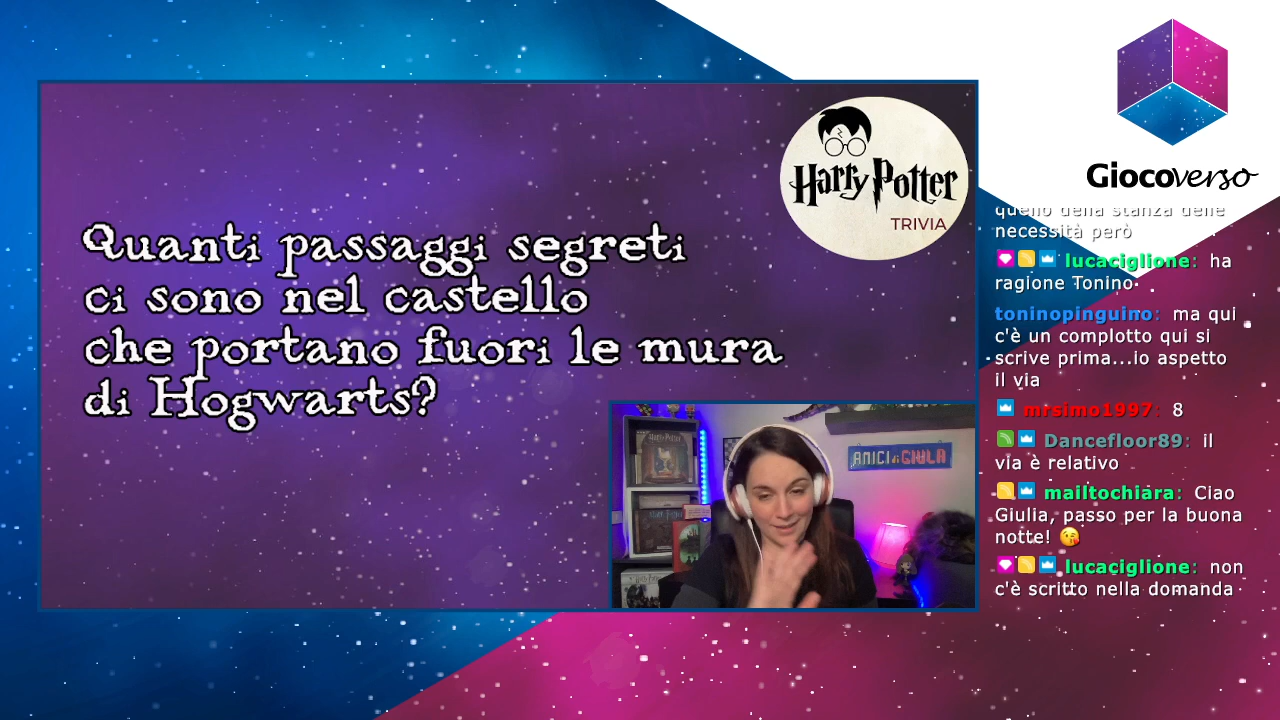 Harry Potter
TRIVIA
Quanti passaggi segreti
ci sono nel castello
che portano fuori le mura
di Hogwarts?
AMICI di GIULIA
Giocoverso
quello della stanza delle
necessità però
lucaciglione: ha
ragione Tonino
toninopinguino: ma qui
c'è un complotto qui si
scrive prima...io aspetto
il via
mrsimo1997: 8
Dancefloor89: il
via è relativo
mailtochiara: Ciao
Giulia, passo per la buona
notte! 😘
lucaciglione: non
c'è scritto nella domanda